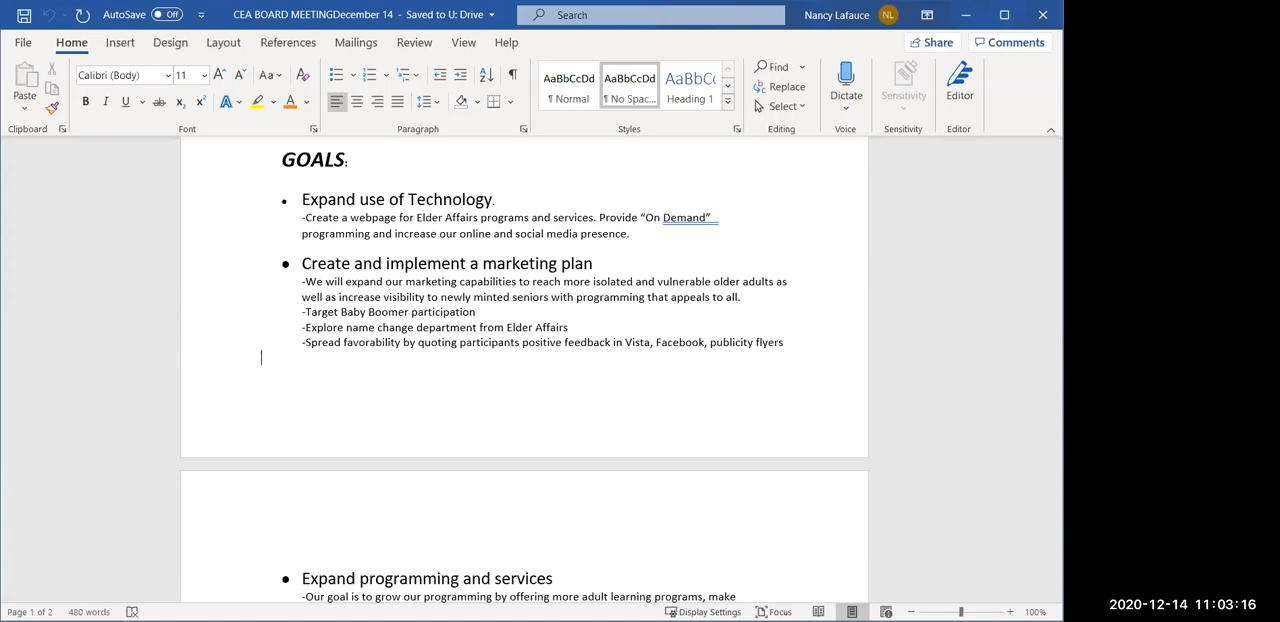 AutoSave Off CEA BOARD MEETINGDecember 14 - Saved to U: Drive Search Nancy Lafauce NL
File Home Insert Design Layout References Mailings Review View Help Share Comments
Calibri (Body) 11 Aa AaBbCcDd AaBbCcDd AaBbC Find
Paste B I U ab x₂ x² A A ¶ Normal ¶ No Spac... Heading 1 Replace Dictate Sensitivity Editor
Select
Clipboard Font Paragraph Styles Editing Voice Sensitivity Editor
GOALS:
• Expand use of Technology.
-Create a webpage for Elder Affairs programs and services. Provide “On Demand”
programming and increase our online and social media presence.
● Create and implement a marketing plan
-We will expand our marketing capabilities to reach more isolated and vulnerable older adults as
well as increase visibility to newly minted seniors with programming that appeals to all.
-Target Baby Boomer participation
-Explore name change department from Elder Affairs
-Spread favorability by quoting participants positive feedback in Vista, Facebook, publicity flyers
● Expand programming and services
-Our goal is to grow our programming by offering more adult learning programs, make
Page 1 of 2 480 words Display Settings Focus 100%
2020-12-14 11:03:16